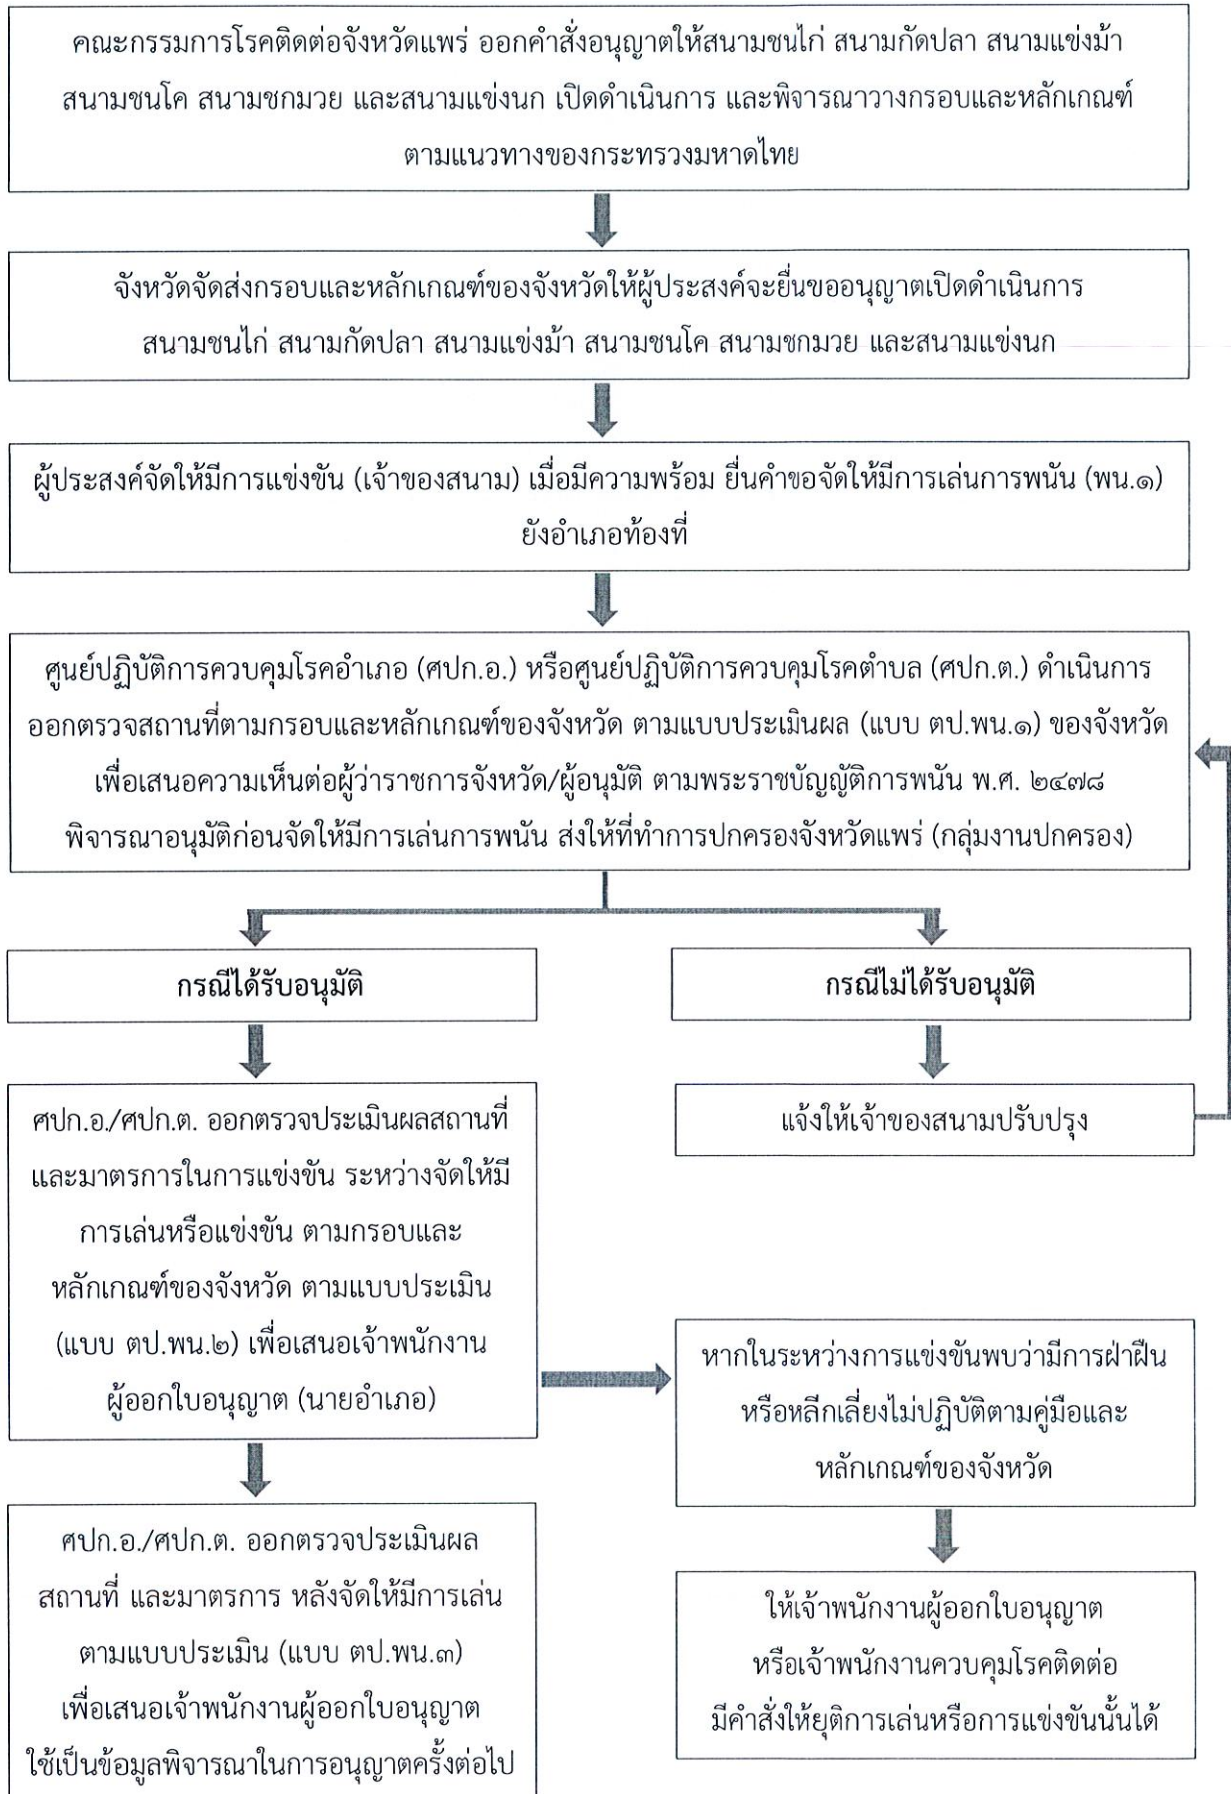 คณะกรรมการโรคติดต่อจังหวัดแพร่ ออกคำสั่งอนุญาตให้สนามชนไก่ สนามกัดปลา สนามแข่งม้า
สนามชนโค สนามชกมวย และสนามแข่งนก เปิดดำเนินการ และพิจารณาวางกรอบและหลักเกณฑ์
ตามแนวทางของกระทรวงมหาดไทย
จังหวัดจัดส่งกรอบและหลักเกณฑ์ของจังหวัดให้ผู้ประสงค์จะยื่นขออนุญาตเปิดดำเนินการ
สนามชนไก่ สนามกัดปลา สนามแข่งม้า สนามชนโค สนามชกมวย และสนามแข่งนก
ผู้ประสงค์จัดให้มีการแข่งขัน (เจ้าของสนาม) เมื่อมีความพร้อม ยื่นคำขอจัดให้มีการเล่นการพนัน (พน.๑)
ยังอำเภอท้องที่
ศูนย์ปฏิบัติการควบคุมโรคอำเภอ (ศปก.อ.) หรือศูนย์ปฏิบัติการควบคุมโรคตำบล (ศปก.ต.) ดำเนินการ
ออกตรวจสถานที่ตามกรอบและหลักเกณฑ์ของจังหวัด ตามแบบประเมินผล (แบบ ตป.พน.๑) ของจังหวัด
เพื่อเสนอความเห็นต่อผู้ว่าราชการจังหวัด/ผู้อนุมัติ ตามพระราชบัญญัติการพนัน พ.ศ. ๒๔๗๘
พิจารณาอนุมัติก่อนจัดให้มีการเล่นการพนัน ส่งให้ที่ทำการปกครองจังหวัดแพร่ (กลุ่มงานปกครอง)
กรณีได้รับอนุมัติ
กรณีไม่ได้รับอนุมัติ
แจ้งให้เจ้าของสนามปรับปรุง
ศปก.อ./ศปก.ต. ออกตรวจประเมินผลสถานที่
และมาตรการในการแข่งขัน ระหว่างจัดให้มี
การเล่นหรือแข่งขัน ตามกรอบและ
หลักเกณฑ์ของจังหวัด ตามแบบประเมิน
(แบบ ตป.พน.๒) เพื่อเสนอเจ้าพนักงาน
ผู้ออกใบอนุญาต (นายอำเภอ)
หากในระหว่างการแข่งขันพบว่ามีการฝ่าฝืน
หรือหลีกเลี่ยงไม่ปฏิบัติตามคู่มือและ
หลักเกณฑ์ของจังหวัด
ศปก.อ./ศปก.ต. ออกตรวจประเมินผล
สถานที่ และมาตรการ หลังจัดให้มีการเล่น
ตามแบบประเมิน (แบบ ตป.พน.๓)
เพื่อเสนอเจ้าพนักงานผู้ออกใบอนุญาต
ใช้เป็นข้อมูลพิจารณาในการอนุญาตครั้งต่อไป
ให้เจ้าพนักงานผู้ออกใบอนุญาต
หรือเจ้าพนักงานควบคุมโรคติดต่อ
มีคำสั่งให้ยุติการเล่นหรือการแข่งขันนั้นได้